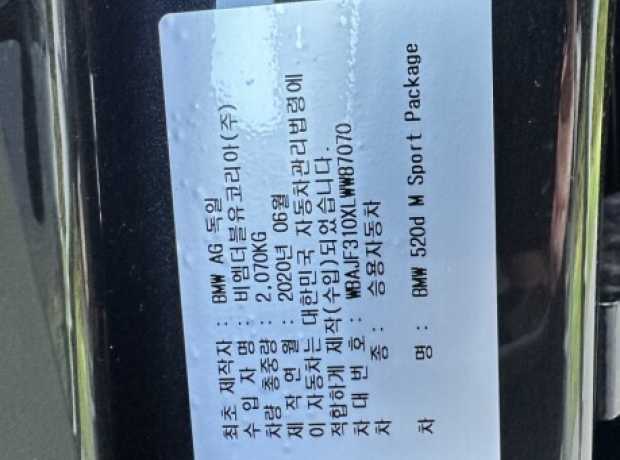 최초 제작자 : BMW AG 독일
수 입 자 명 : 비엠더블유코리아(주)
차량 총중량 : 2,070KG
제 작 연 월 : 2020년 06월
이 자동차는 대한민국 자동차관리법령에
적합하게 제작(수입)되었습니다.
차 대 번 호 : WBAJF310XLWW87070
차 종 : 승용자동차
차 명 : BMW 520d M Sport Package